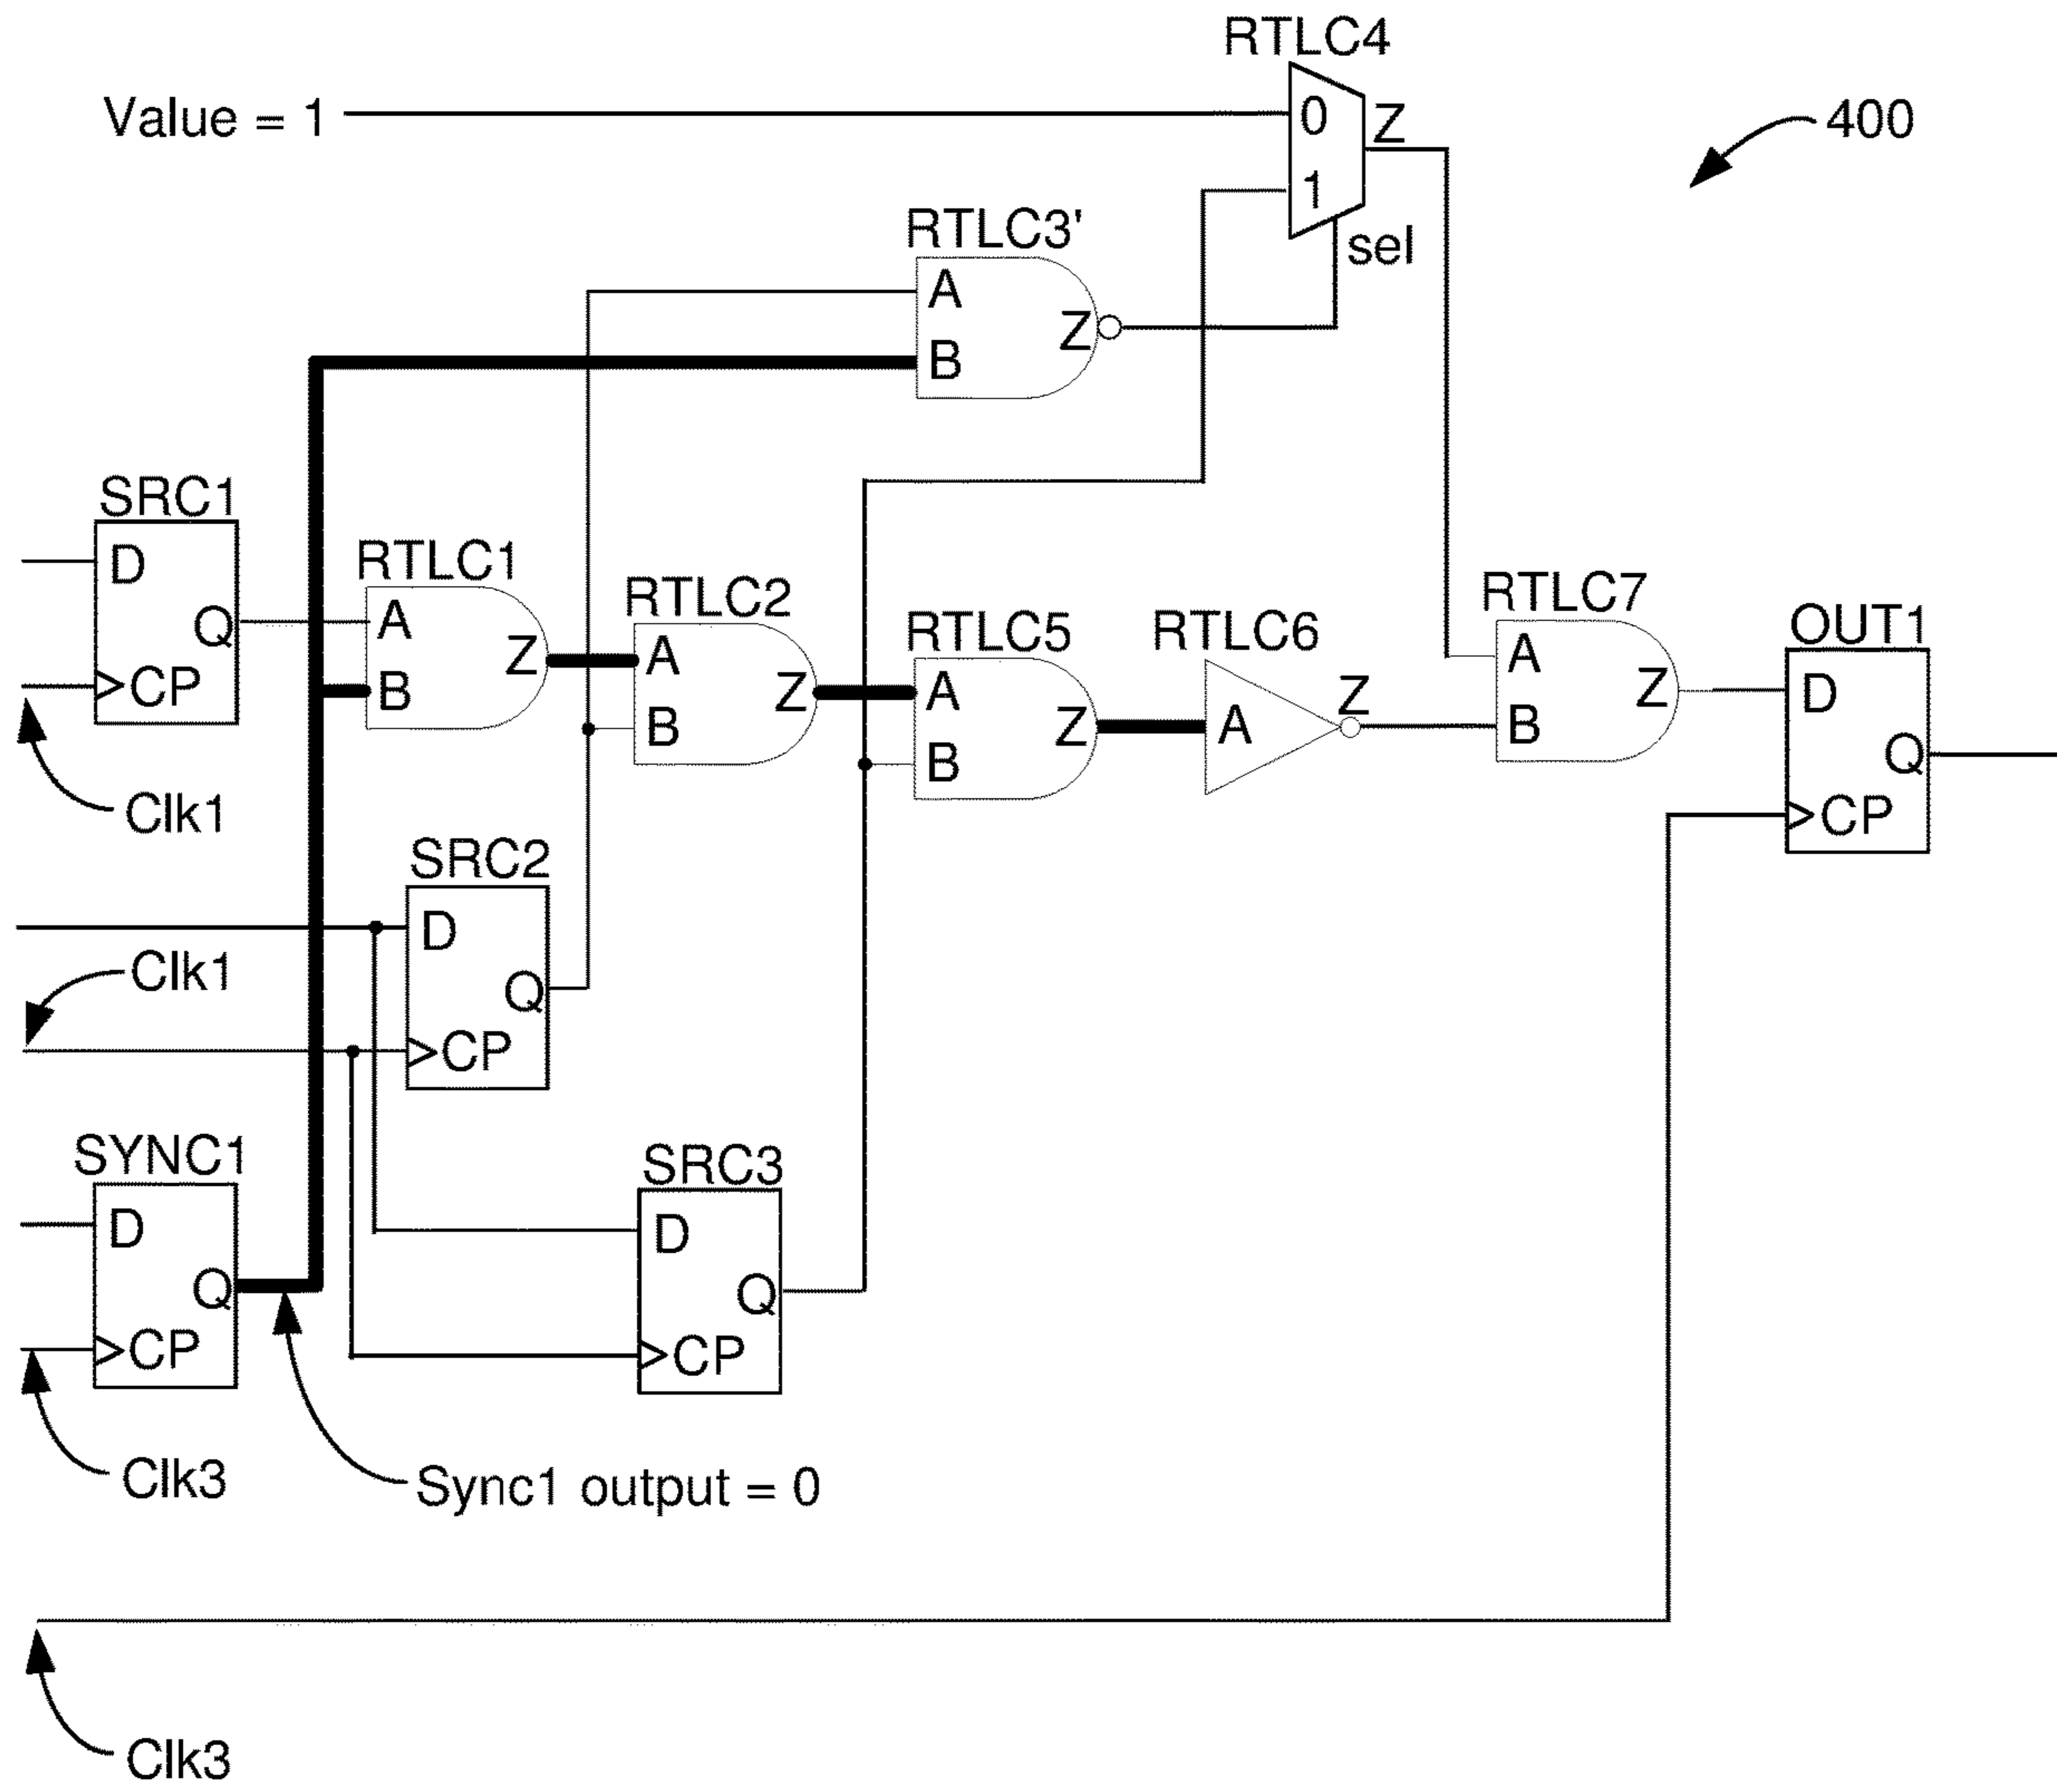 RTLC4
Value = 1
0
Z
400
1
sel
RTLC3'
A
Z
B
SRC1
D
Q
CP
RTLC1
A
Z
B
RTLC2
A
Z
B
RTLC5
A
Z
B
RTLC6
A
Z
RTLC7
A
Z
B
OUT1
D
Q
CP
Clk1
SRC2
D
Q
CP
Clk1
SYNC1
D
Q
CP
SRC3
D
Q
CP
Clk3
Sync1 output = 0
Clk3